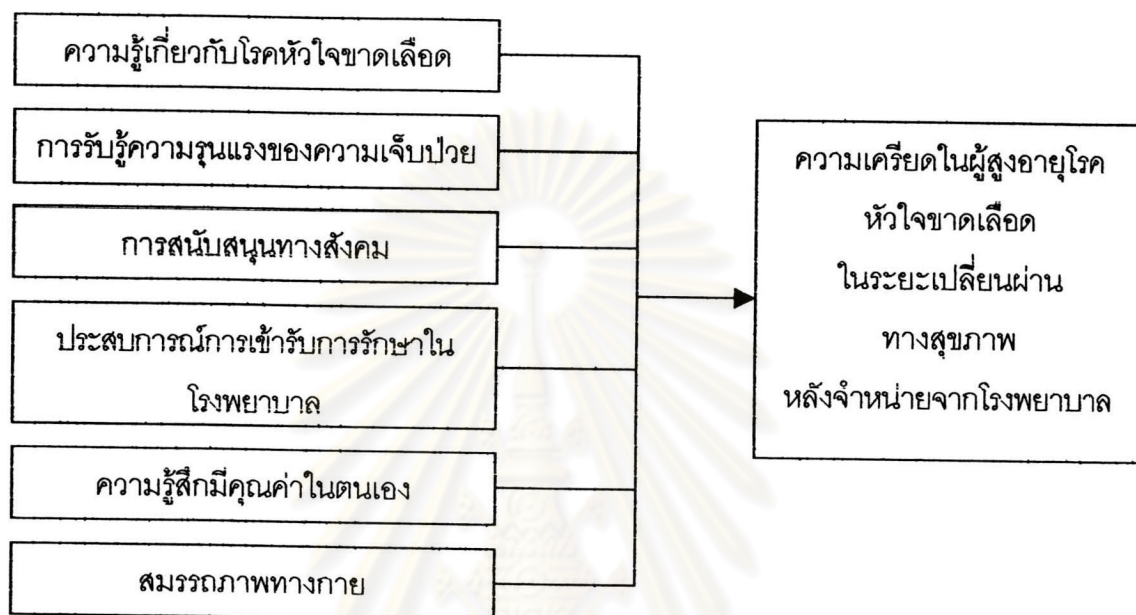 ความรู้เกี่ยวกับโรคหัวใจขาดเลือด
การรับรู้ความรุนแรงของความเจ็บป่วย
การสนับสนุนทางสังคม
ประสบการณ์การเข้ารับการรักษาใน
โรงพยาบาล
ความรู้สึกมีคุณค่าในตนเอง
สมรรถภาพทางกาย
ความเครียดในผู้สูงอายุโรค
หัวใจขาดเลือด
ในระยะเปลี่ยนผ่าน
ทางสุขภาพ
หลังจำหน่ายจากโรงพยาบาล